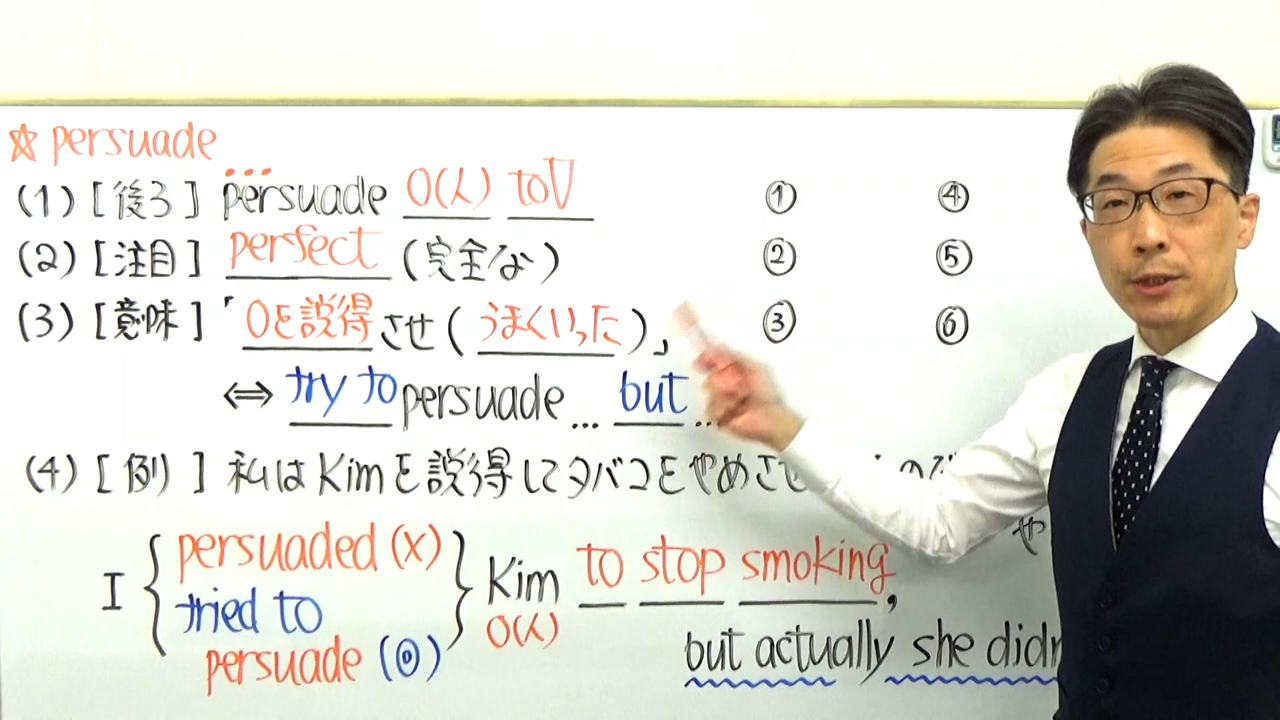 ☆ persuade
(1) [後ろ] persuade O(人) toV
(2) [注目] perfect (完全な)
(3) [意味] 「Oを説得させ(うまくいった)」
⇔ try to persuade … but …
(4) [例] 私はKimを説得してタバコをやめさせ
I { persuaded (×) } Kim to stop smoking,
tried to persuade (◎)
O(人)
but actually she didn
① ④
② ⑤
③ ⑥